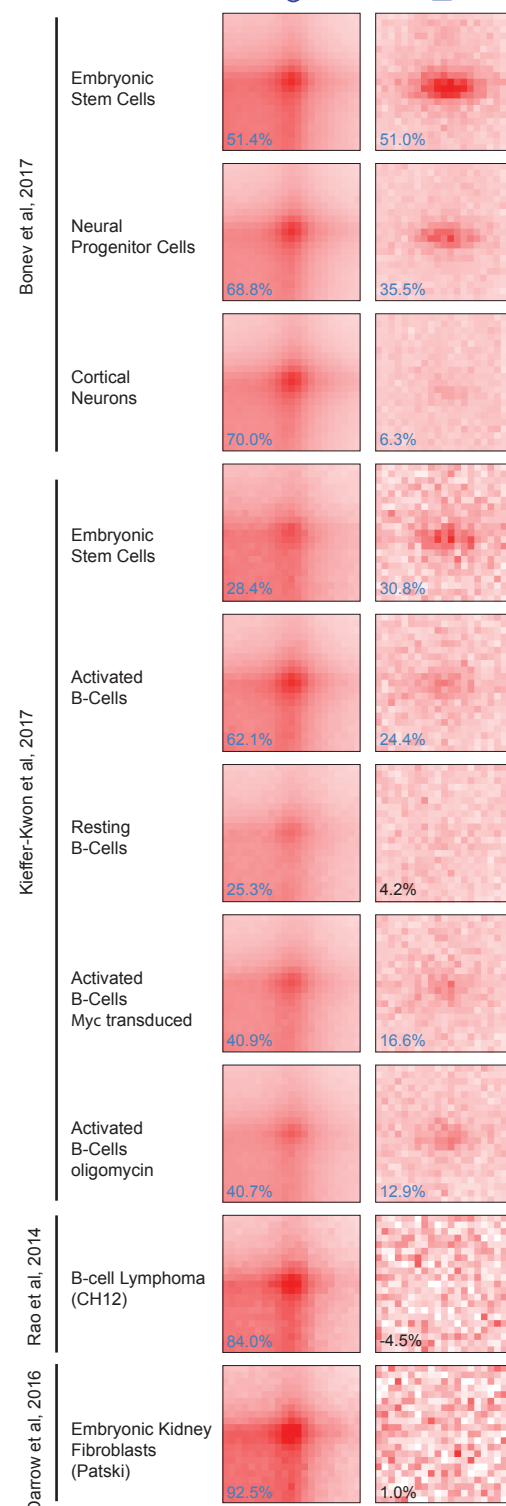 Bonev et al, 2017
Embryonic
Stem Cells
51.4%
51.0%
Neural
Progenitor Cells
68.8%
35.5%
Cortical
Neurons
70.0%
6.3%
Kieffer-Kwon et al, 2017
Embryonic
Stem Cells
28.4%
30.8%
Activated
B-Cells
62.1%
24.4%
Resting
B-Cells
25.3%
4.2%
Activated
B-Cells
Myc transduced
40.9%
16.6%
Activated
B-Cells
oligomycin
40.7%
12.9%
Rao et al, 2014
B-cell Lymphoma
(CH12)
84.0%
-4.5%
Darrow et al, 2016
Embryonic Kidney
Fibroblasts
(Patski)
92.5%
1.0%